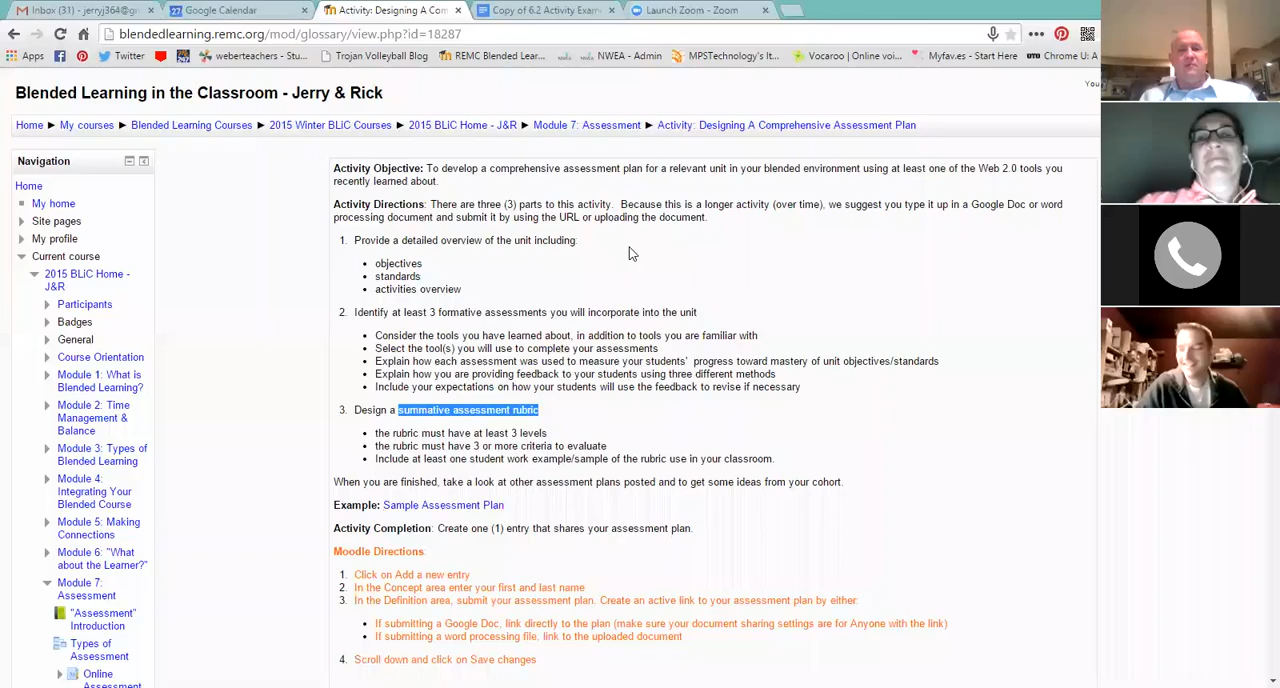 Inbox (31) - jerryj364@g
Google Calendar
Activity: Designing A Com
Copy of 6.2 Activity Exam
Launch Zoom - Zoom
blendedlearning.remc.org/mod/glossary/view.php?id=18287
Apps
Twitter
weberteachers - Stu...
Trojan Volleyball Blog
REMC Blended Lear...
NWEA - Admin
MPSTechnology's It...
Vocaroo | Online voi...
Myfav.es - Start Here
Chrome U: A
Blended Learning in the Classroom - Jerry & Rick
You
Home ► My courses ► Blended Learning Courses ► 2015 Winter BLiC Courses ► 2015 BLiC Home - J&R ► Module 7: Assessment ► Activity: Designing A Comprehensive Assessment Plan
Navigation
Home
My home
Site pages
My profile
Current course
2015 BLiC Home -
J&R
Participants
Badges
General
Course Orientation
Module 1: What is
Blended Learning?
Module 2: Time
Management &
Balance
Module 3: Types of
Blended Learning
Module 4:
Integrating Your
Blended Course
Module 5: Making
Connections
Module 6: "What
about the Learner?"
Module 7:
Assessment
"Assessment"
Introduction
Types of
Assessment
Online
Assessment
Activity Objective: To develop a comprehensive assessment plan for a relevant unit in your blended environment using at least one of the Web 2.0 tools you
recently learned about.
Activity Directions: There are three (3) parts to this activity. Because this is a longer activity (over time), we suggest you type it up in a Google Doc or word
processing document and submit it by using the URL or uploading the document.
1. Provide a detailed overview of the unit including:
• objectives
• standards
• activities overview
2. Identify at least 3 formative assessments you will incorporate into the unit
• Consider the tools you have learned about, in addition to tools you are familiar with
• Select the tool(s) you will use to complete your assessments
• Explain how each assessment was used to measure your students' progress toward mastery of unit objectives/standards
• Explain how you are providing feedback to your students using three different methods
• Include your expectations on how your students will use the feedback to revise if necessary
3. Design a summative assessment rubric
• the rubric must have at least 3 levels
• the rubric must have 3 or more criteria to evaluate
• Include at least one student work example/sample of the rubric use in your classroom.
When you are finished, take a look at other assessment plans posted and to get some ideas from your cohort.
Example: Sample Assessment Plan
Activity Completion: Create one (1) entry that shares your assessment plan.
Moodle Directions:
1. Click on Add a new entry
2. In the Concept area enter your first and last name
3. In the Definition area, submit your assessment plan. Create an active link to your assessment plan by either:
• If submitting a Google Doc, link directly to the plan (make sure your document sharing settings are for Anyone with the link)
• If submitting a word processing file, link to the uploaded document
4. Scroll down and click on Save changes